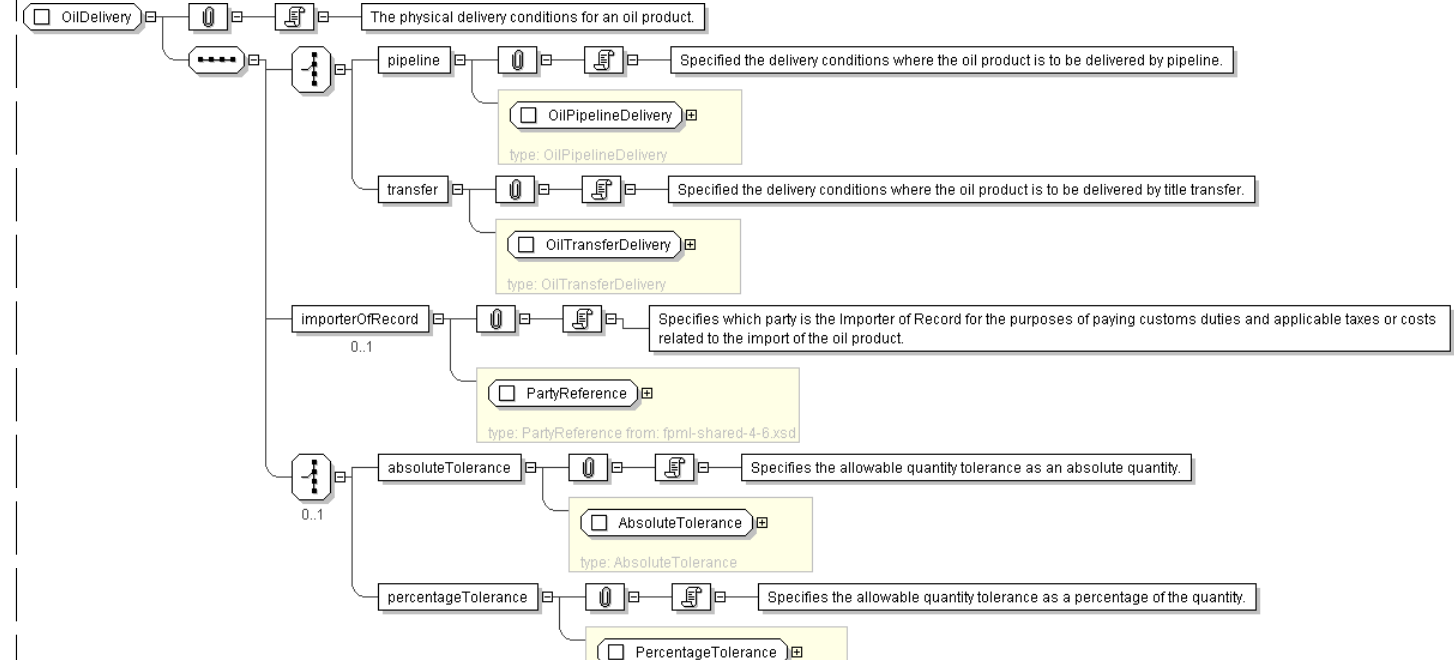 OilDelivery
The physical delivery conditions for an oil product.
pipeline
Specified the delivery conditions where the oil product is to be delivered by pipeline.
OilPipelineDelivery
type: OilPipelineDelivery
transfer
Specified the delivery conditions where the oil product is to be delivered by title transfer.
OilTransferDelivery
type: OilTransferDelivery
importerOfRecord
0..1
Specifies which party is the Importer of Record for the purposes of paying customs duties and applicable taxes or costs
related to the import of the oil product.
PartyReference
type: PartyReference from: fpml-shared-4-6.xsd
0..1
absoluteTolerance
Specifies the allowable quantity tolerance as an absolute quantity.
AbsoluteTolerance
type: AbsoluteTolerance
percentageTolerance
Specifies the allowable quantity tolerance as a percentage of the quantity.
PercentageTolerance